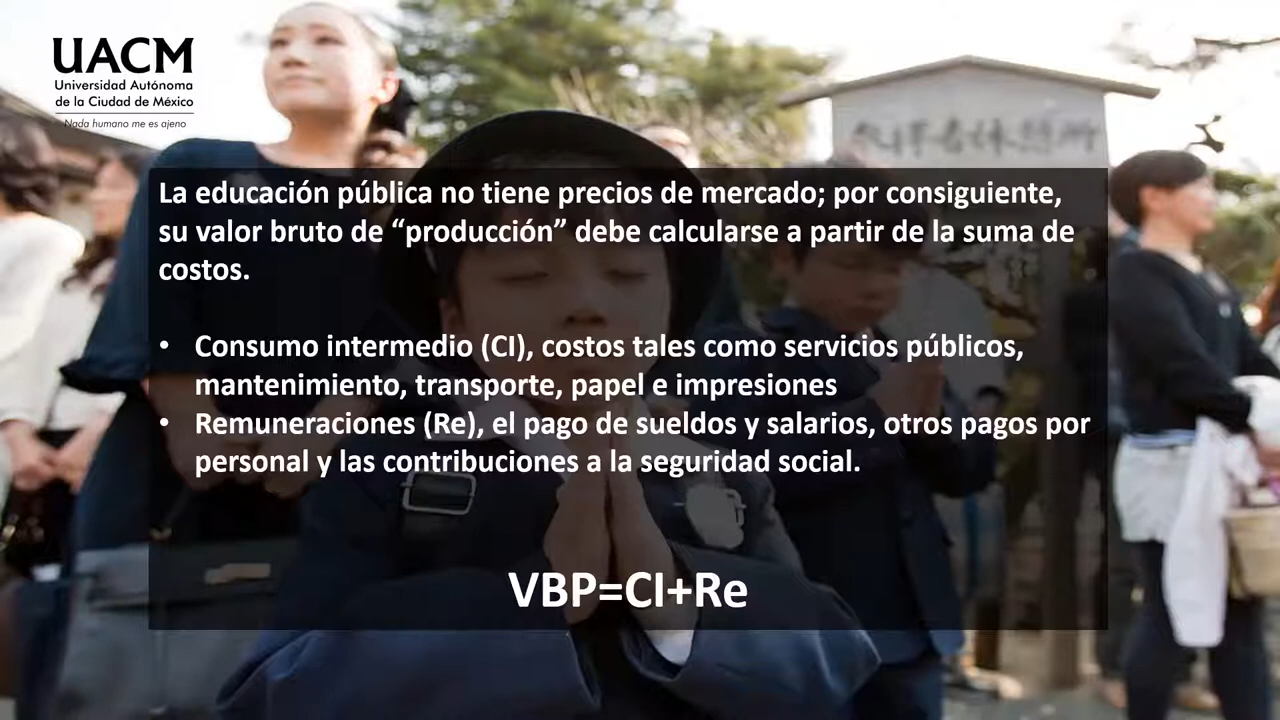 UACM
Universidad Autónoma
de la Ciudad de México
Nada humano me es ajeno
La educación pública no tiene precios de mercado; por consiguiente,
su valor bruto de “producción” debe calcularse a partir de la suma de
costos.
• Consumo intermedio (CI), costos tales como servicios públicos,
mantenimiento, transporte, papel e impresiones
• Remuneraciones (Re), el pago de sueldos y salarios, otros pagos por
personal y las contribuciones a la seguridad social.
VBP=CI+Re